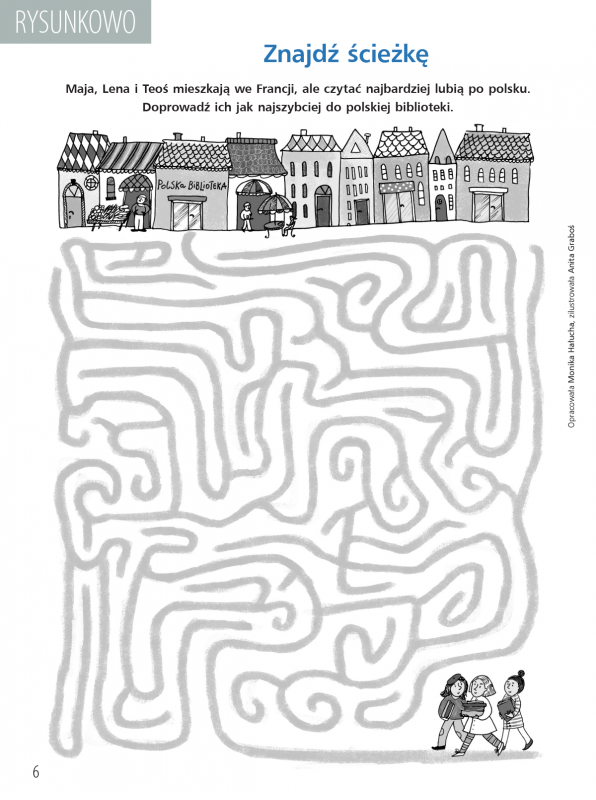 RYSUNKOWO
Znajdź ścieżkę
Maja, Lena i Teoś mieszkają we Francji, ale czytać najbardziej lubią po polsku.
Doprowadź ich jak najszybciej do polskiej biblioteki.
POLSKA BIBLIOTEKA
Opracowała Monika Hałucha, zilustrowała Anita Graboś
6